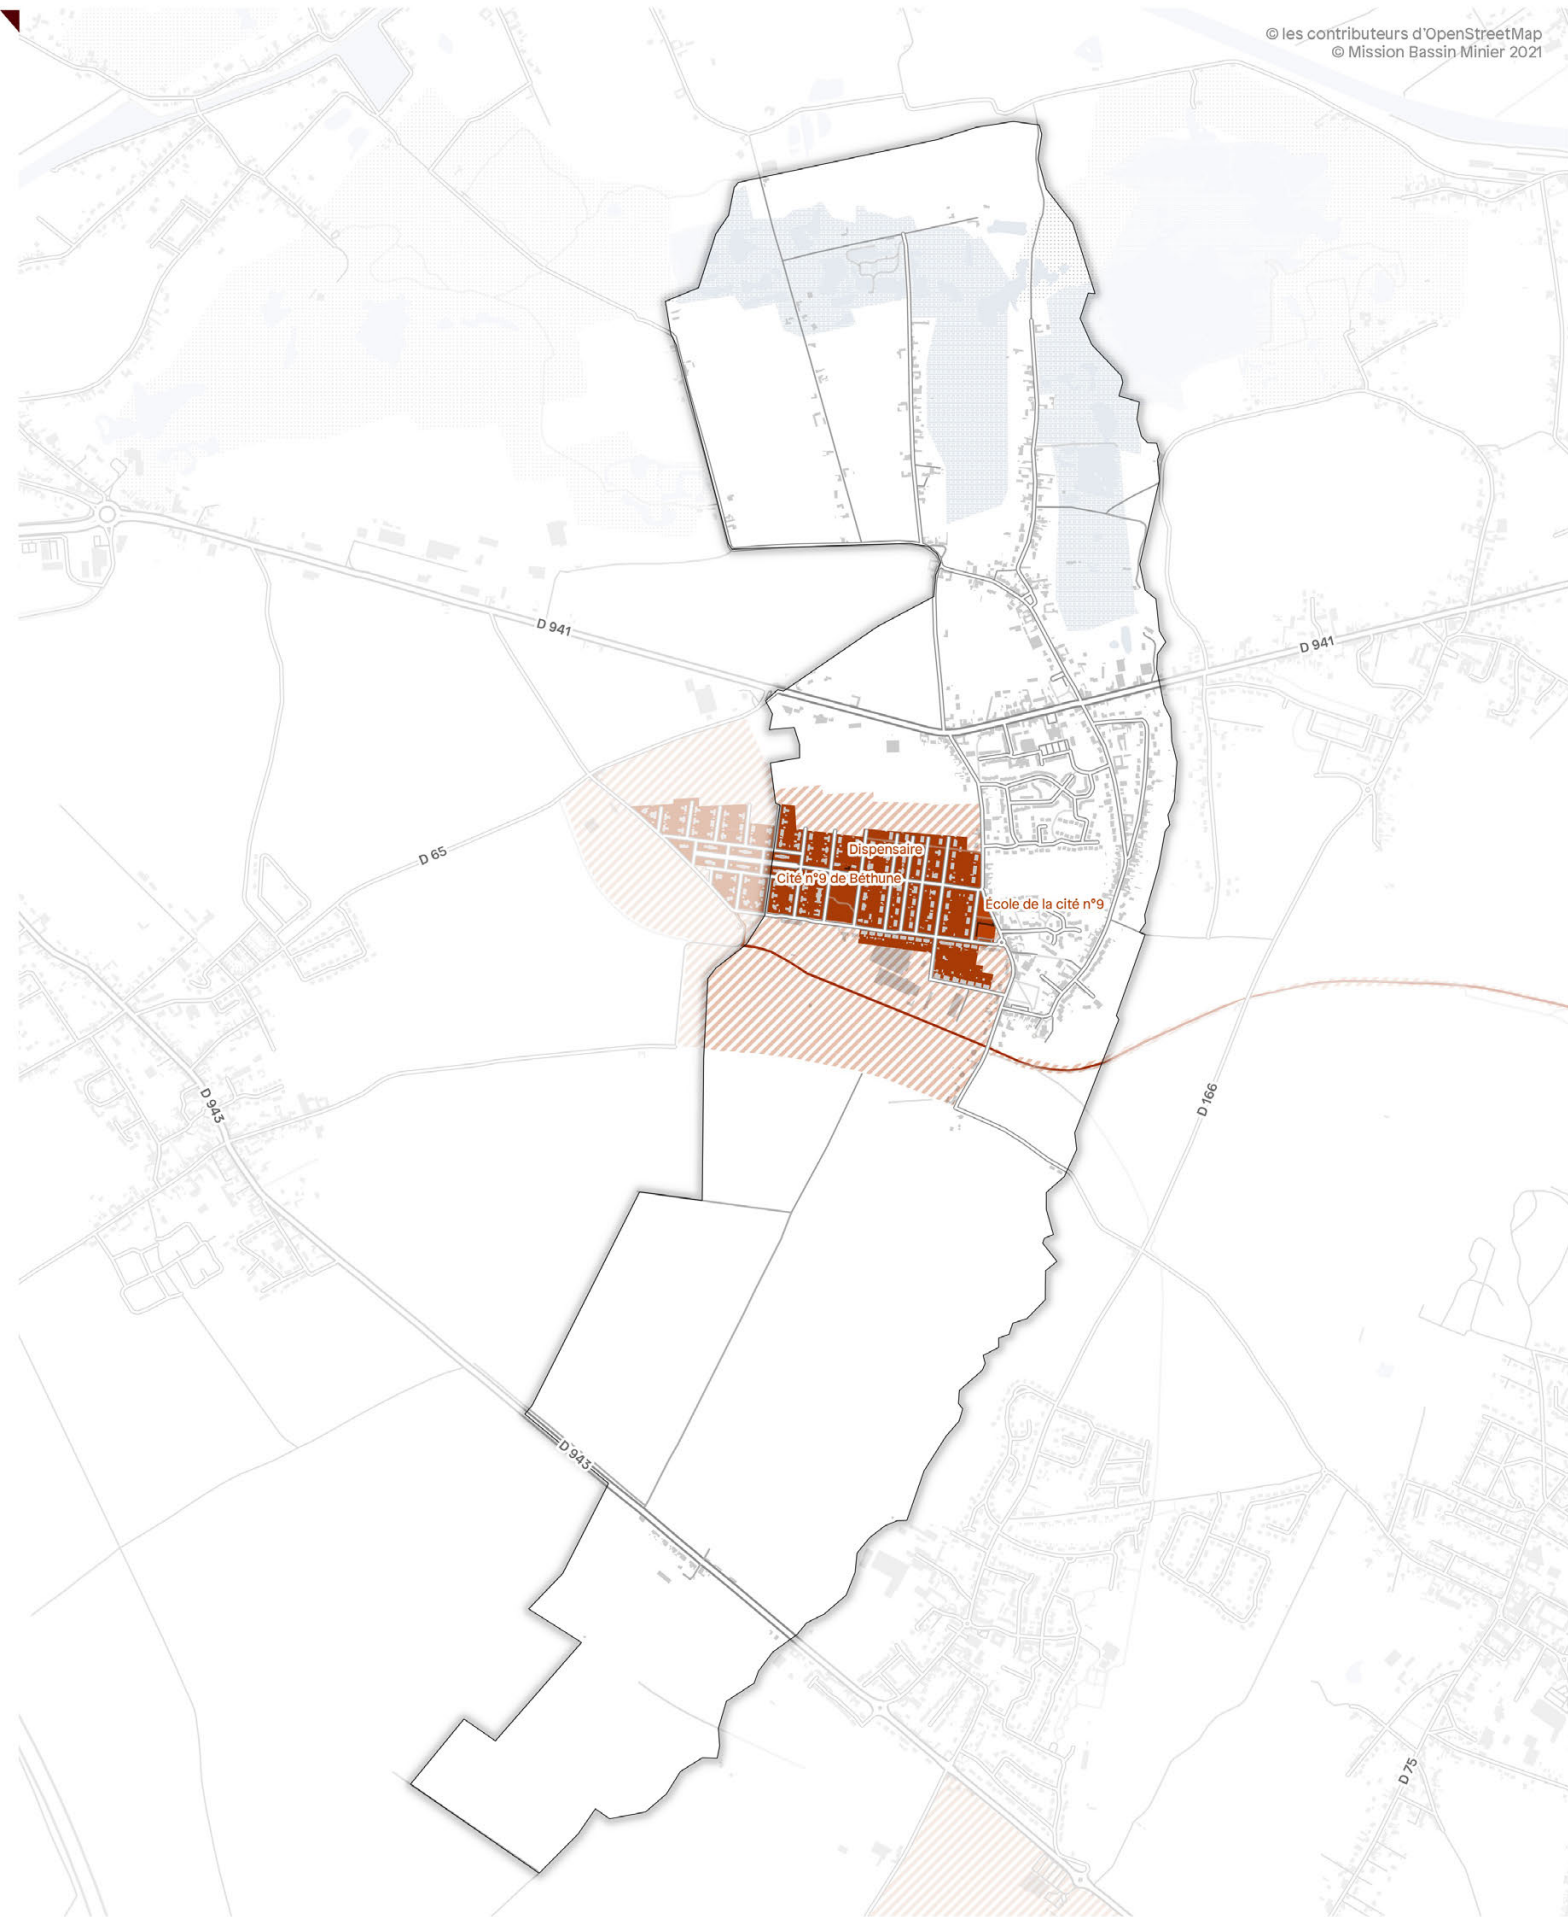 © les contributeurs d'OpenStreetMap
© Mission Bassin Minier 2021
D 941
D 941
D 65
Dispensaire
Cité n°9 de Béthune
École de la cité n°9
D 943
D 166
D 943
D 75